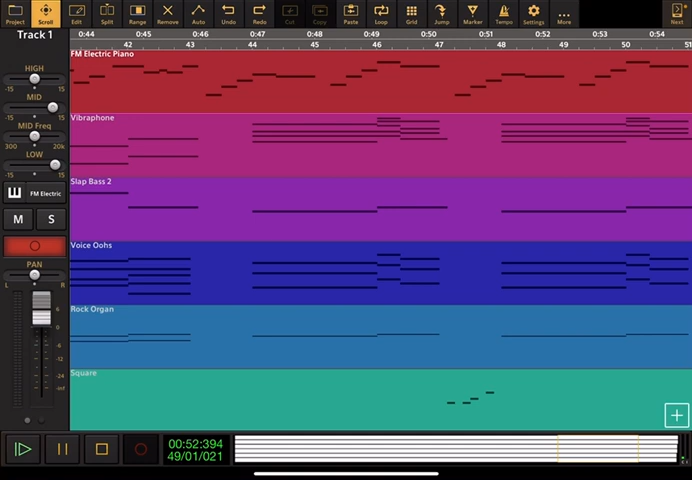 Project Scroll Edit Split Range Remove Auto Undo Redo Cut Copy Paste Loop Grid Jump Marker Tempo Settings More Next
Track 1
0:44 0:45 0:46 0:47 0:48 0:49 0:50 0:50 0:51 0:52 0:53 0:54
42 43 44 45 46 47 48 49 50 51
HIGH
-15 15
MID
-15 15
MID Freq
300 20k
LOW
-15 15
FM Electric
M S
PAN
L R
6
0
-6
-12
-24
-inf
FM Electric Piano
Vibraphone
Slap Bass 2
Voice Oohs
Rock Organ
Square
00:52:394
49/01/021